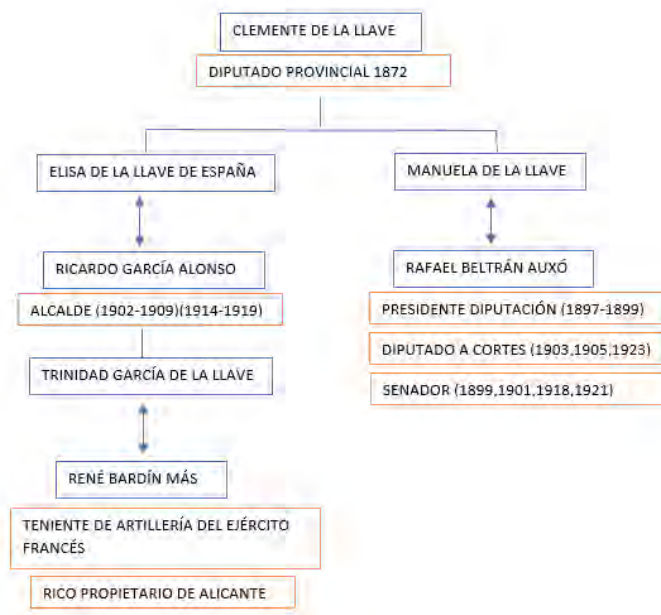 CLEMENTE DE LA LLAVE
DIPUTADO PROVINCIAL 1872
ELISA DE LA LLAVE DE ESPAÑA
MANUELA DE LA LLAVE
RICARDO GARCÍA ALONSO
ALCALDE (1902-1909)(1914-1919)
TRINIDAD GARCÍA DE LA LLAVE
RAFAEL BELTRÁN AUXÓ
PRESIDENTE DIPUTACIÓN (1897-1899)
DIPUTADO A CORTES (1903,1905,1923)
SENADOR (1899,1901,1918,1921)
RENÉ BARDÍN MÁS
TENIENTE DE ARTILLERÍA DEL EJÉRCITO
FRANCÉS
RICO PROPIETARIO DE ALICANTE